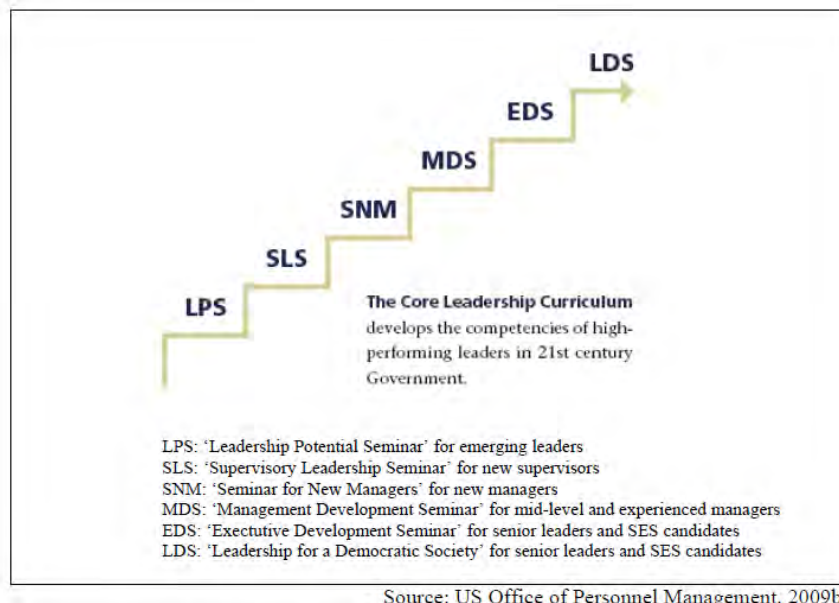 LDS
EDS
MDS
SNM
SLS
LPS
The Core Leadership Curriculum
develops the competencies of high-
performing leaders in 21st century
Government.
LPS: ‘Leadership Potential Seminar’ for emerging leaders
SLS: ‘Supervisory Leadership Seminar’ for new supervisors
SNM: ‘Seminar for New Managers’ for new managers
MDS: ‘Management Development Seminar’ for mid-level and experienced managers
EDS: ‘Exectutive Development Seminar’ for senior leaders and SES candidates
LDS: ‘Leadership for a Democratic Society’ for senior leaders and SES candidates
Source: US Office of Personnel Management, 2009b